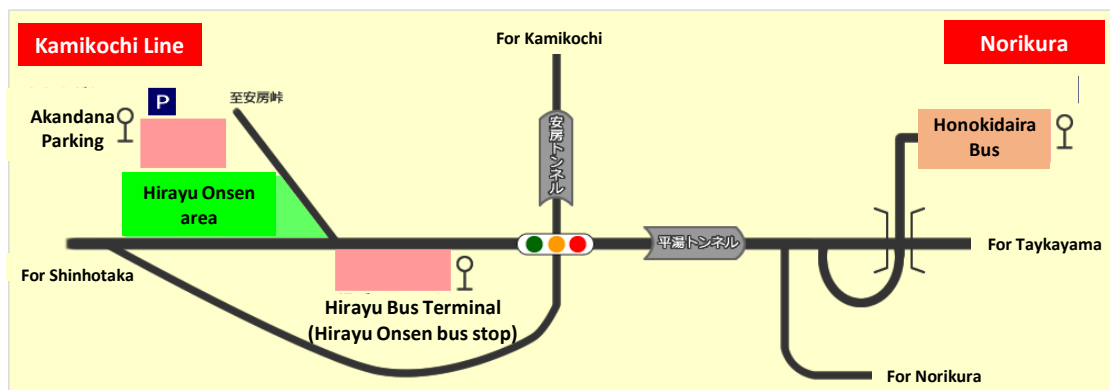 Kamikochi Line
For Kamikochi
Norikura
P
至安房峠
Akandana
Parking
Honokidaira
Bus
安房トンネル
Hirayu Onsen
area
平湯トンネル
For Taykayama
For Shinhotaka
Hirayu Bus Terminal
(Hirayu Onsen bus stop)
For Norikura